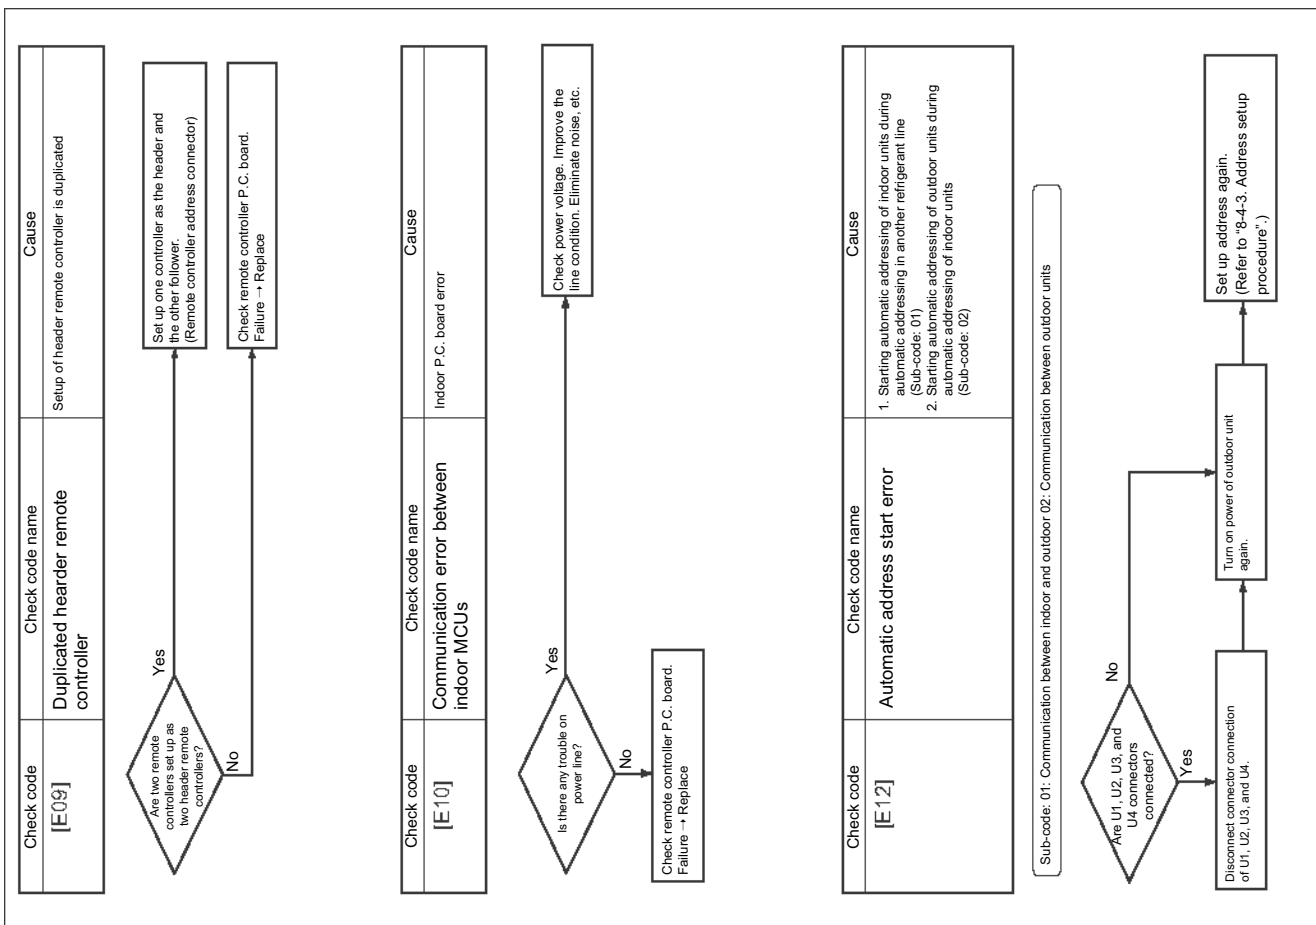 Check code
Check code name
Cause
[E09]
Duplicated hearder remote
controller
Setup of header remote controller is duplicated
Are two remote
controllers set up as
two header remote
controllers?
Yes
No
Set up one controller as the header and
the other follower.
(Remote controller address connector)
Check remote controller P.C. board.
Failure → Replace
Check code
Check code name
Cause
[E10]
Communication error between
indoor MCUs
Indoor P.C. board error
Is there any trouble on
power line?
Yes
No
Check power voltage. Improve the
line condition. Eliminate noise, etc.
Check remote controller P.C. board.
Failure → Replace
Check code
Check code name
Cause
[E12]
Automatic address start error
1. Starting automatic addressing of indoor units during
automatic addressing in another refrigerant line
(Sub-code: 01)
2. Starting automatic addressing of outdoor units during
automatic addressing of indoor units
(Sub-code: 02)
Sub-code: 01: Communication between indoor and outdoor 02: Communication between outdoor units
Are U1, U2, U3, and
U4 connectors
connected?
No
Yes
Disconnect connector connection
of U1, U2, U3, and U4.
Turn on power of outdoor unit
again.
Set up address again.
(Refer to “8-4-3. Address setup
procedure”.)